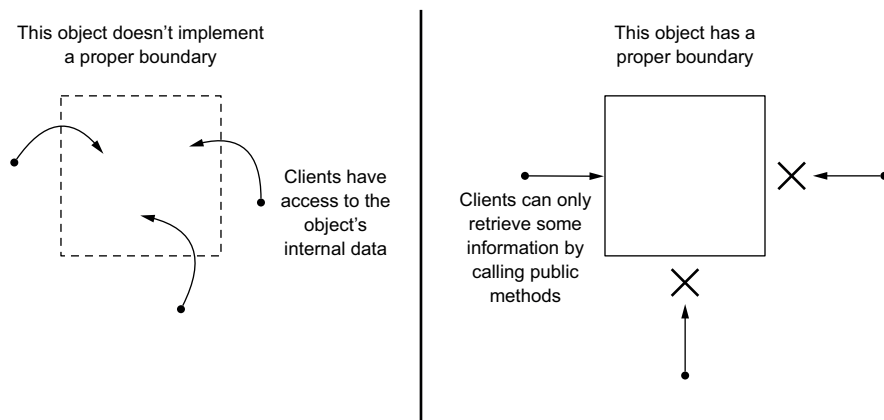 This object doesn't implement
a proper boundary
Clients have
access to the
object's
internal data
This object has a
proper boundary
Clients can only
retrieve some
information by
calling public
methods